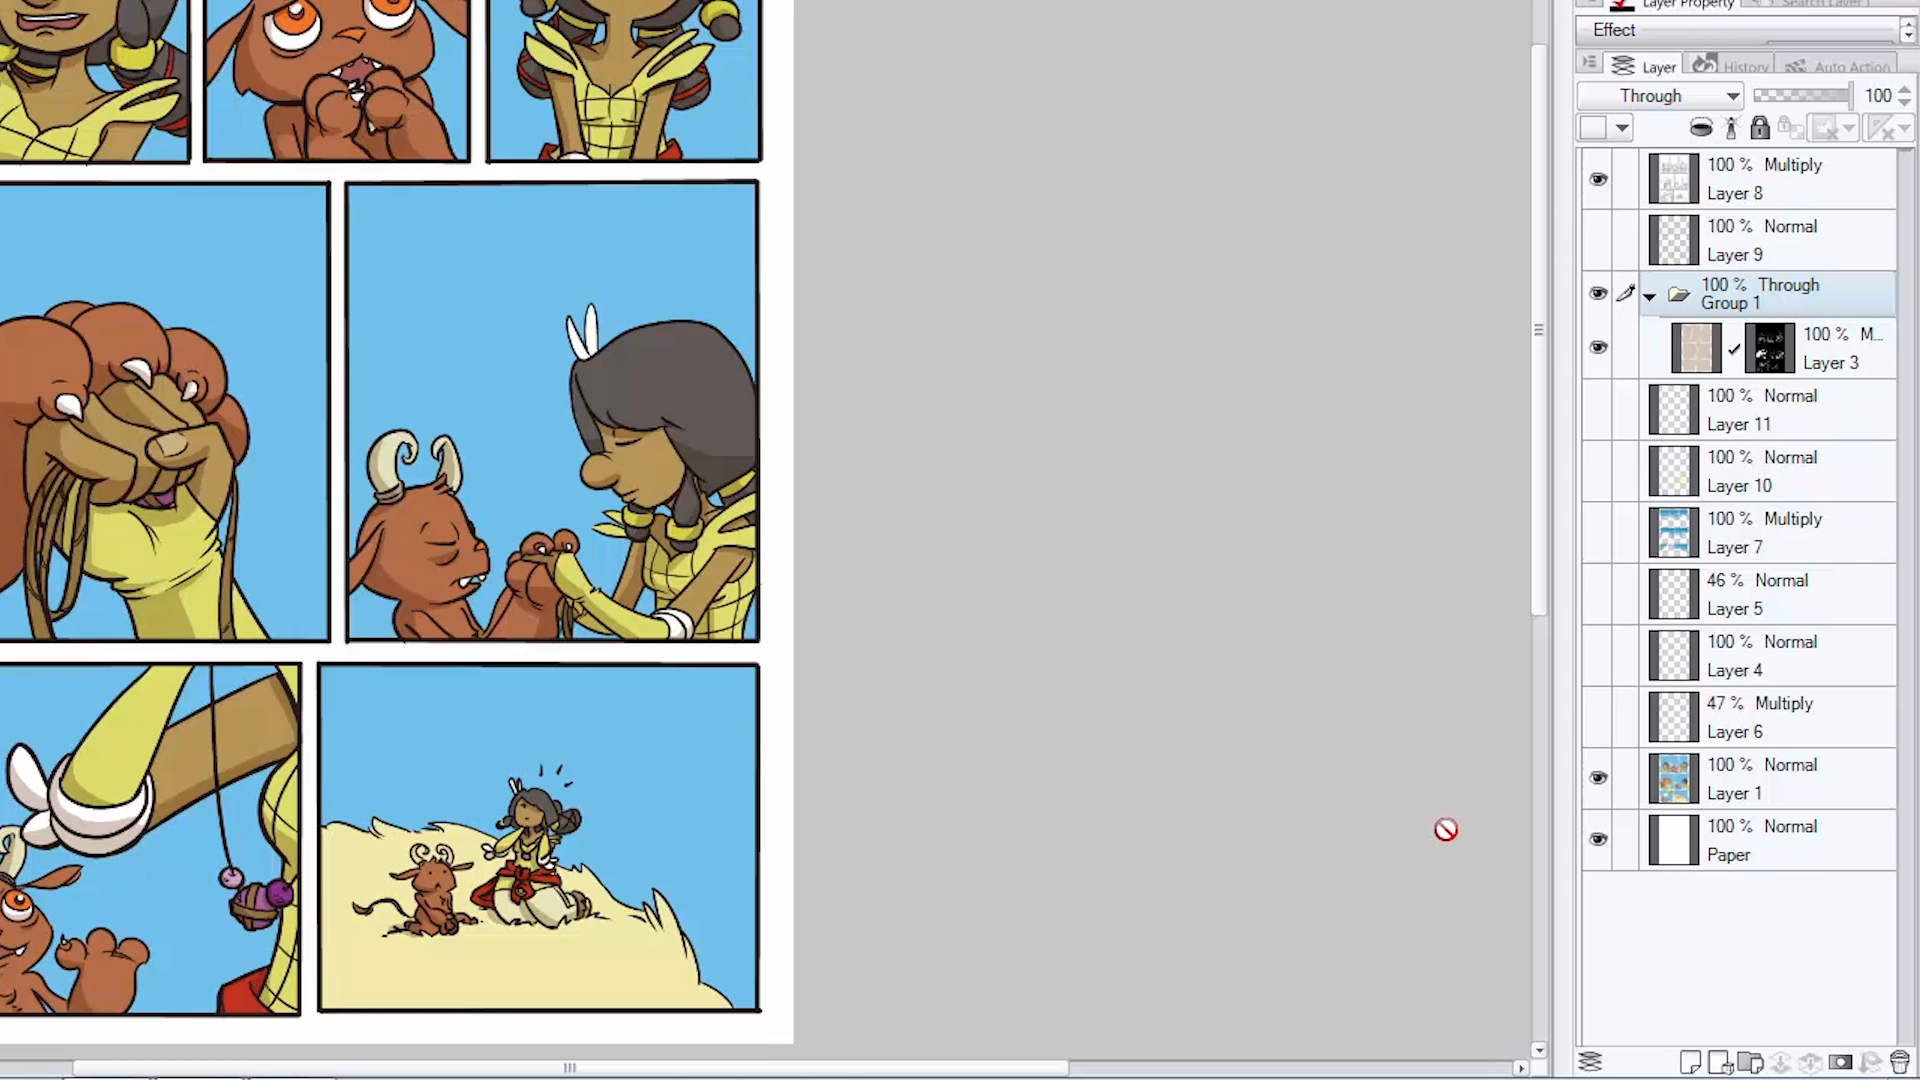 Layer Property
Search Layer
Effect
Layer
History
Auto Action
Through
100
100 % Multiply
Layer 8
100 % Normal
Layer 9
100 % Through
Group 1
100 % M...
Layer 3
100 % Normal
Layer 11
100 % Normal
Layer 10
100 % Multiply
Layer 7
46 % Normal
Layer 5
100 % Normal
Layer 4
47 % Multiply
Layer 6
100 % Normal
Layer 1
100 % Normal
Paper